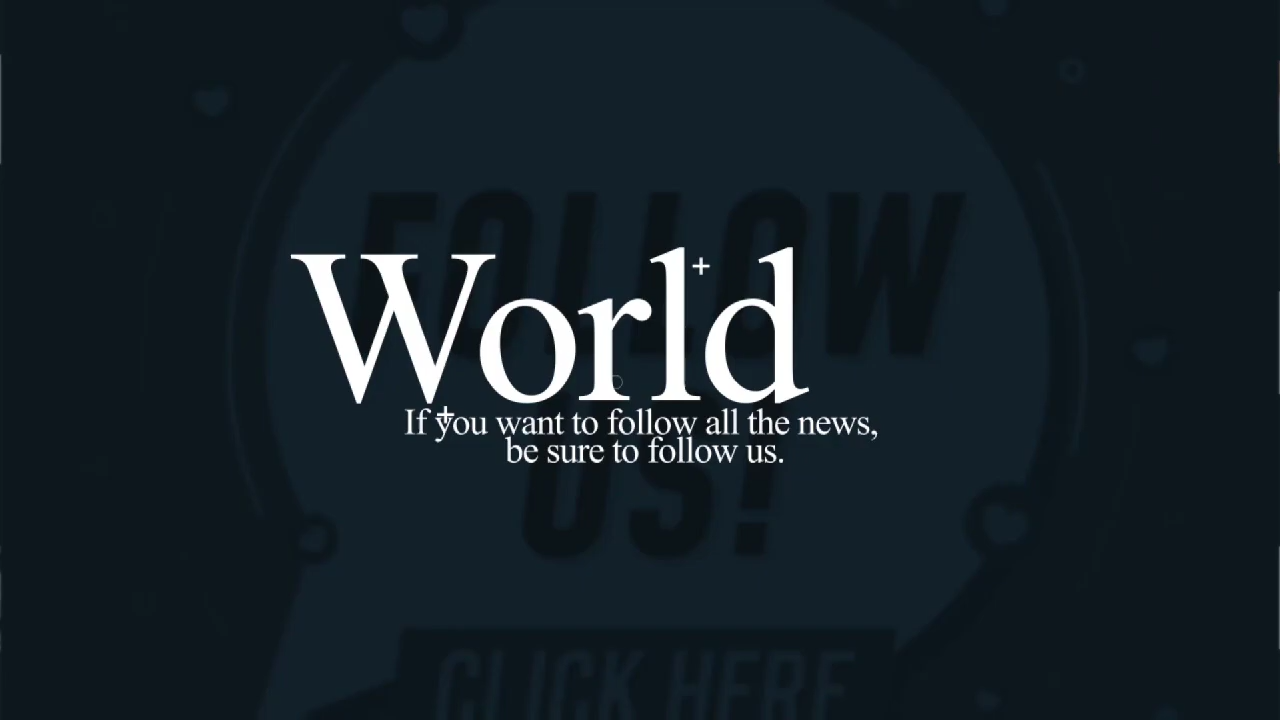 FOLLOW
World
If you want to follow all the news,
be sure to follow us.
US!
CLICK HERE